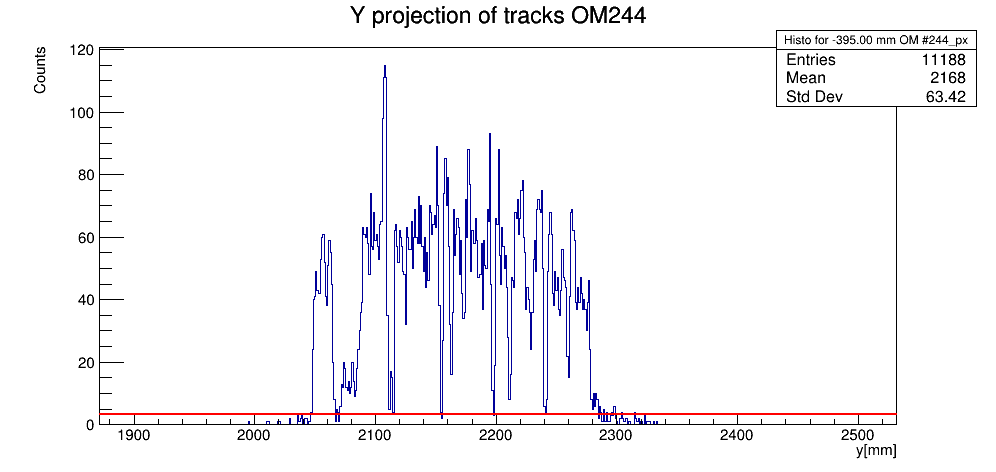 Y projection of tracks OM244
Histo for -395.00 mm OM #244_px
Entries 11188
Mean 2168
Std Dev 63.42
Counts
120
100
80
60
40
20
0
1900 2000 2100 2200 2300 2400 2500
y[mm]